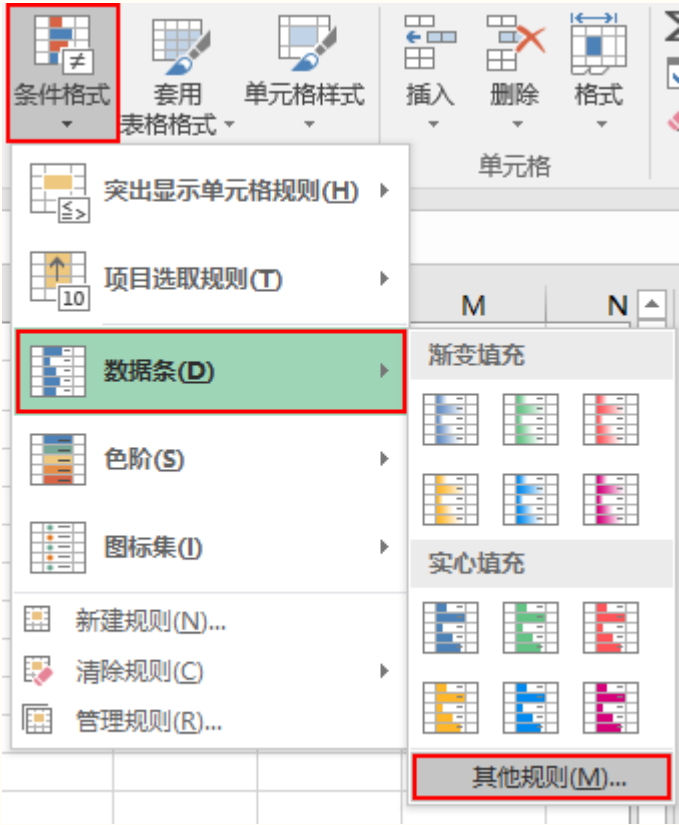 条件格式
套用
表格格式
单元格样式
插入
删除
格式
单元格
突出显示单元格规则(H)
10
项目选取规则(T)
M
N
数据条(D)
渐变填充
色阶(S)
图标集(I)
实心填充
新建规则(N)...
清除规则(C)
管理规则(R)...
其他规则(M)...